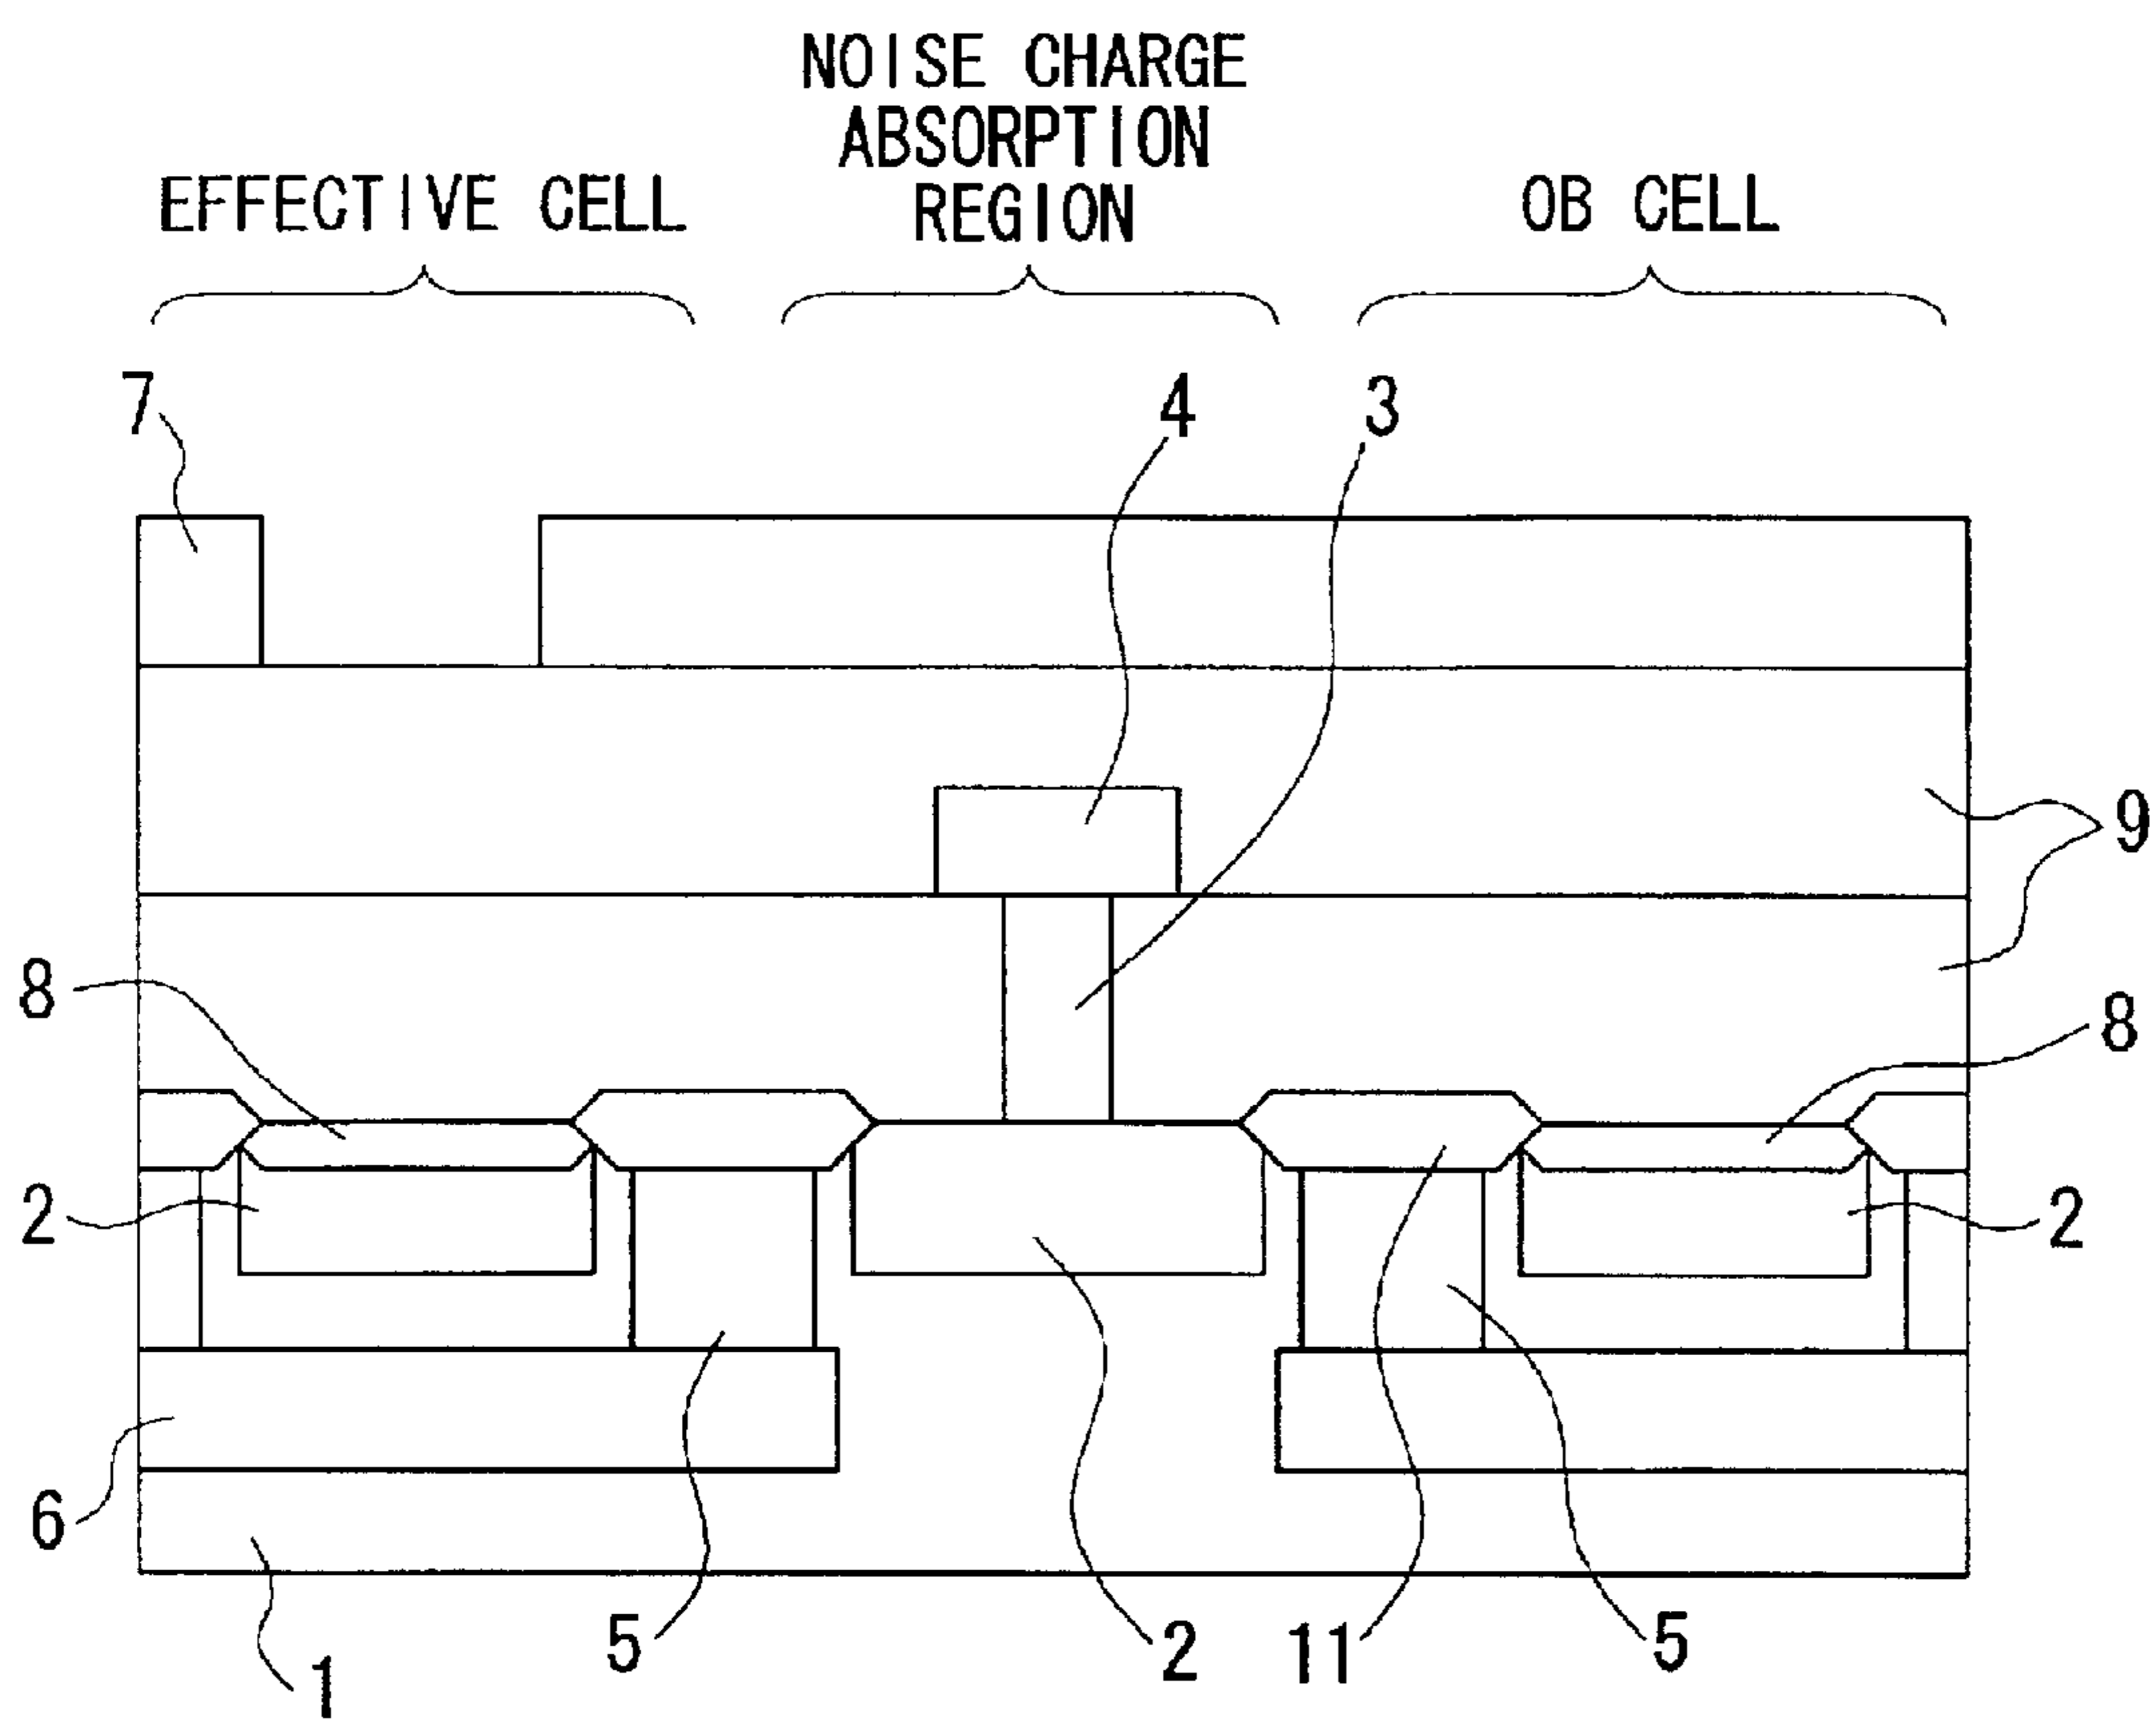 NOISE CHARGE
ABSORPTION
REGION
EFFECTIVE CELL
OB CELL
7
4
3
9
8
8
2
2
6
5
2
11
5
1